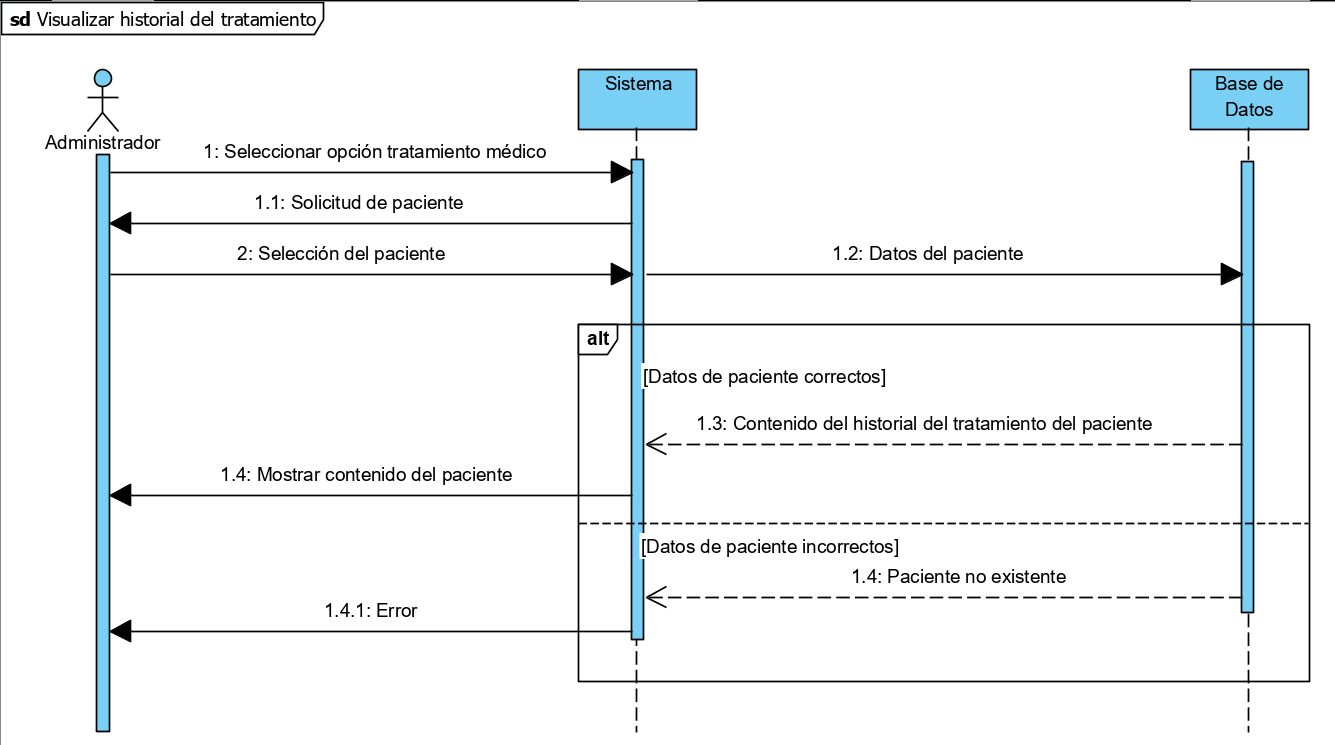 sd Visualizar historial del tratamiento
Administrador
Sistema
Base de
Datos
1: Seleccionar opción tratamiento médico
1.1: Solicitud de paciente
2: Selección del paciente
1.2: Datos del paciente
alt
[Datos de paciente correctos]
1.3: Contenido del historial del tratamiento del paciente
1.4: Mostrar contenido del paciente
[Datos de paciente incorrectos]
1.4: Paciente no existente
1.4.1: Error